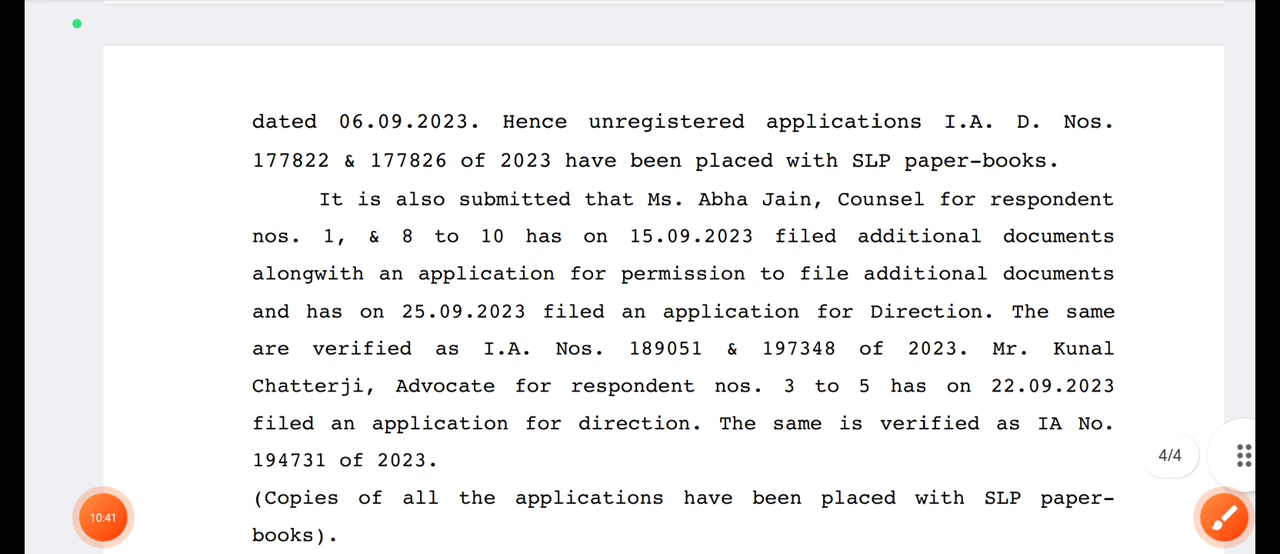 dated 06.09.2023. Hence unregistered applications I.A. D. Nos.
177822 & 177826 of 2023 have been placed with SLP paper-books.
It is also submitted that Ms. Abha Jain, Counsel for respondent
nos. 1, & 8 to 10 has on 15.09.2023 filed additional documents
alongwith an application for permission to file additional documents
and has on 25.09.2023 filed an application for Direction. The same
are verified as I.A. Nos. 189051 & 197348 of 2023. Mr. Kunal
Chatterji, Advocate for respondent nos. 3 to 5 has on 22.09.2023
filed an application for direction. The same is verified as IA No.
194731 of 2023.
4/4
(Copies of all the applications have been placed with SLP paper-
10:41
books).